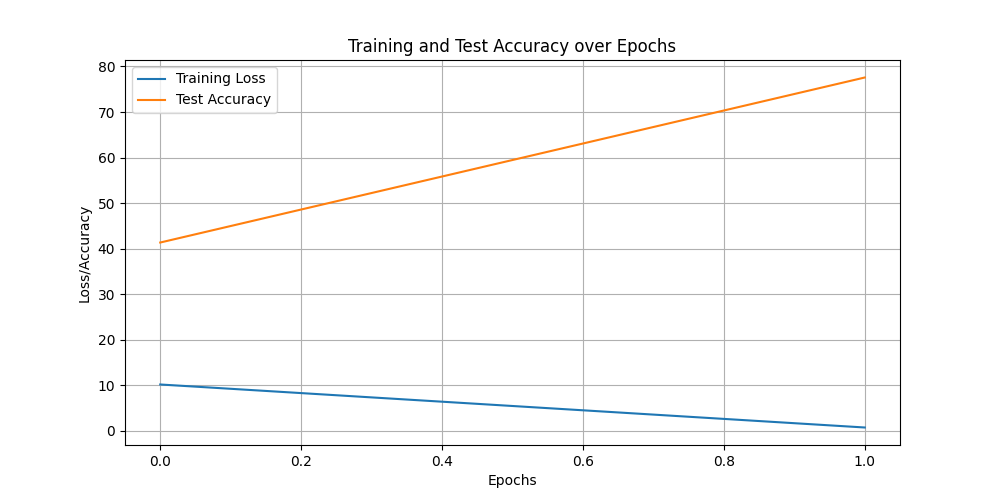 Training and Test Accuracy over Epochs
Training Loss
Test Accuracy
80
70
60
50
40
30
20
10
0
Loss/Accuracy
0.0 0.2 0.4 0.6 0.8 1.0
Epochs